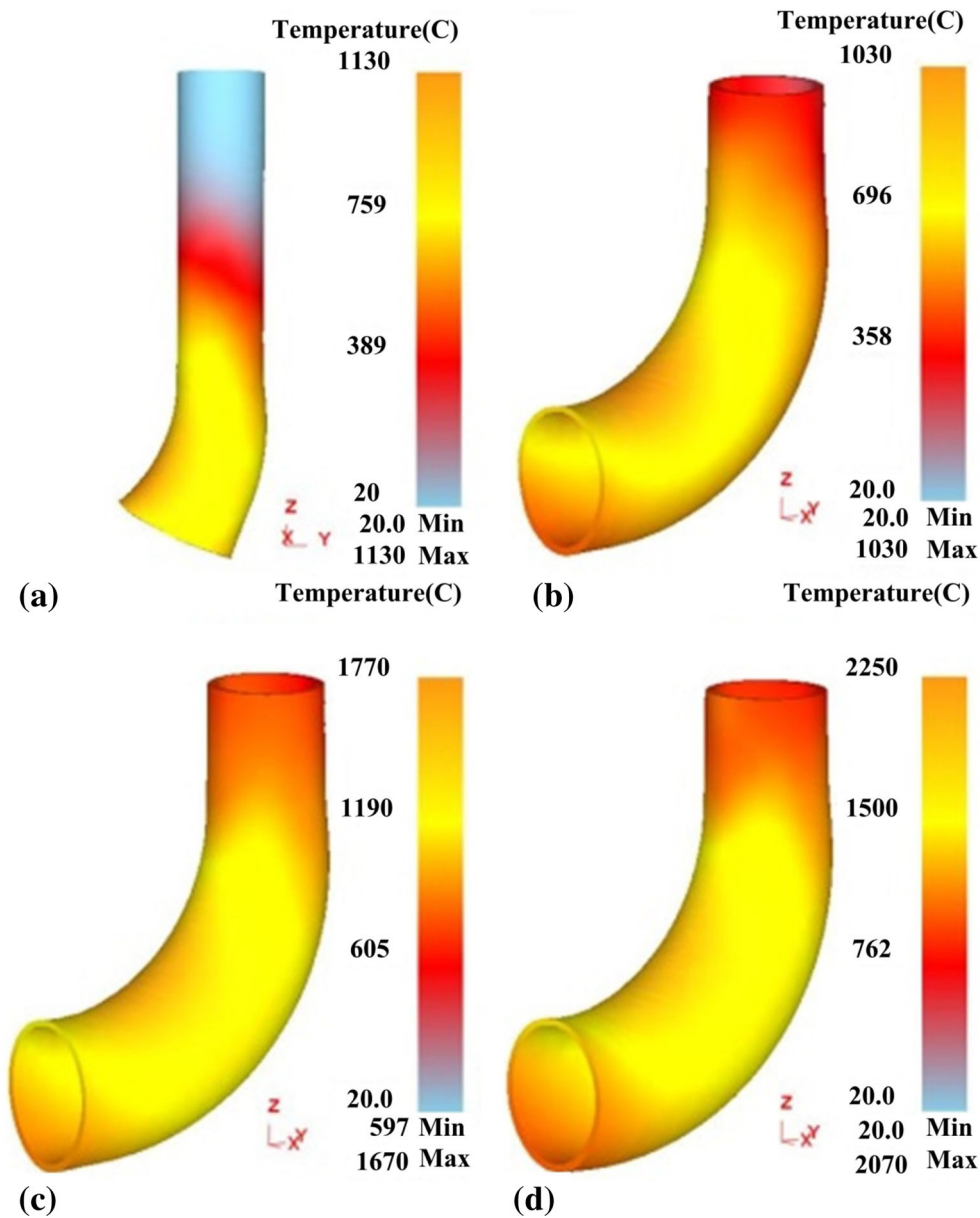 Temperature(C)
1130
759
389
20
20.0 Min
1130 Max
Z
X Y
(a)
Temperature(C)
1030
696
358
20.0
20.0 Min
1030 Max
Z
X Y
(b)
Temperature(C)
1770
1190
605
20.0
597 Min
1670 Max
Z
X Y
(c)
Temperature(C)
2250
1500
762
20.0
20.0 Min
2070 Max
Z
X Y
(d)